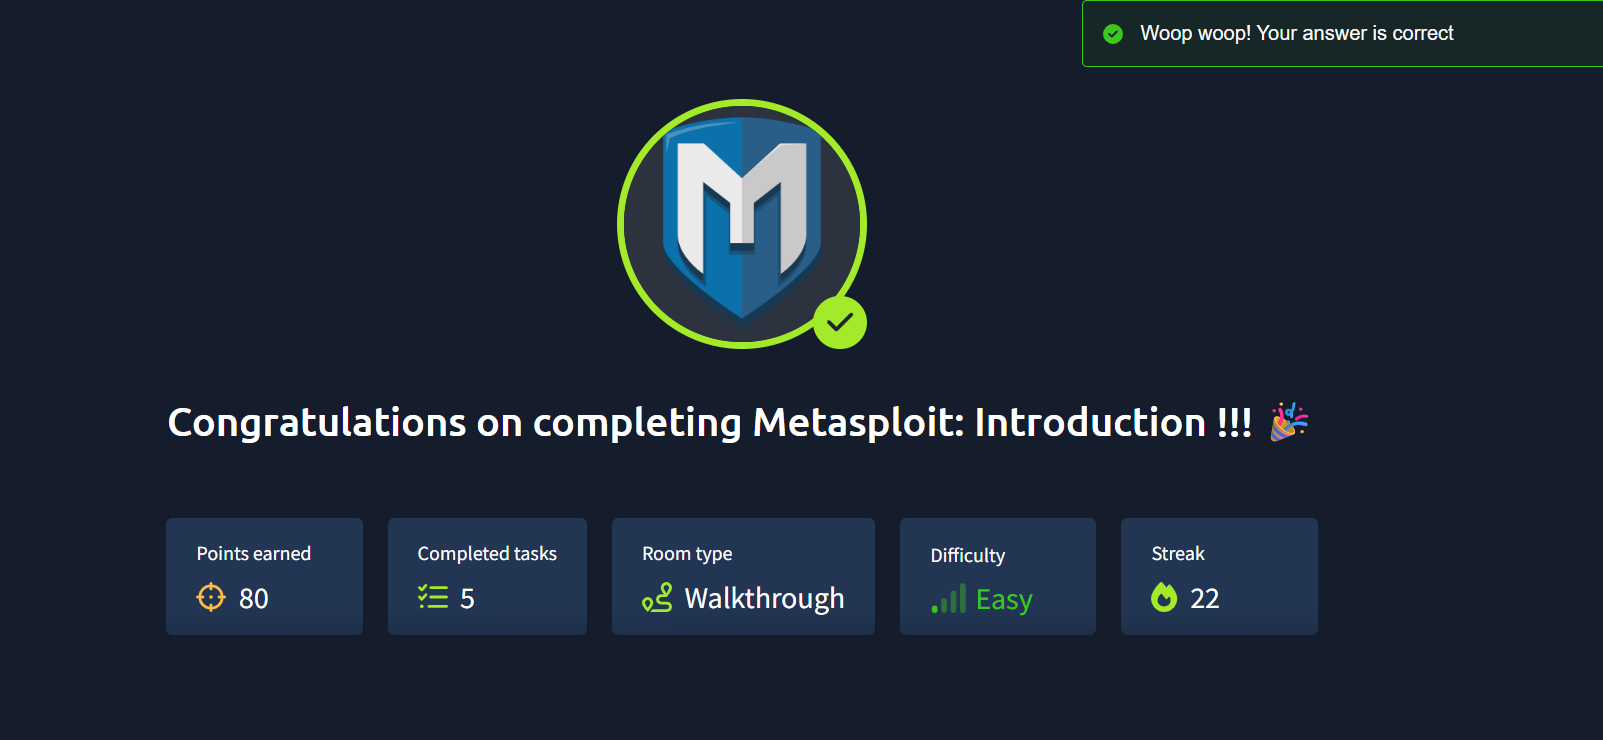 Woop woop! Your answer is correct
M
Congratulations on completing Metasploit: Introduction !!! 🎉
Points earned
80
Completed tasks
5
Room type
Walkthrough
Difficulty
Easy
Streak
22